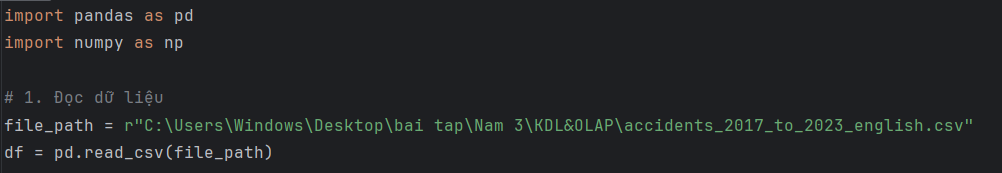 import pandas as pd
import numpy as np
# 1. Đọc dữ liệu
file_path = r"C:\Users\Windows\Desktop\bai tap\Nam 3\KDL&OLAP\accidents_2017_to_2023_english.csv"
df = pd.read_csv(file_path)